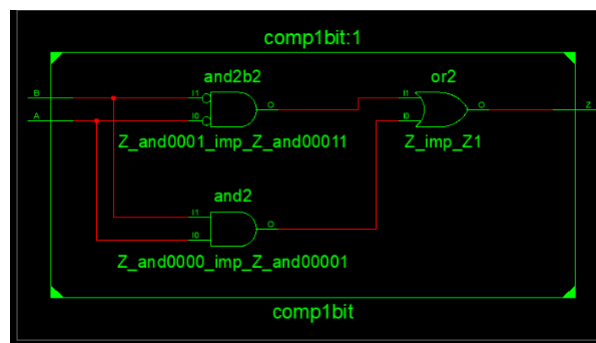 comp1bit:1
and2b2
or2
B
I1
O
I1
O
Z
A
I0
I0
Z_and0001_imp_Z_and00011
Z_imp_Z1
and2
I1
O
I0
Z_and0000_imp_Z_and00001
comp1bit